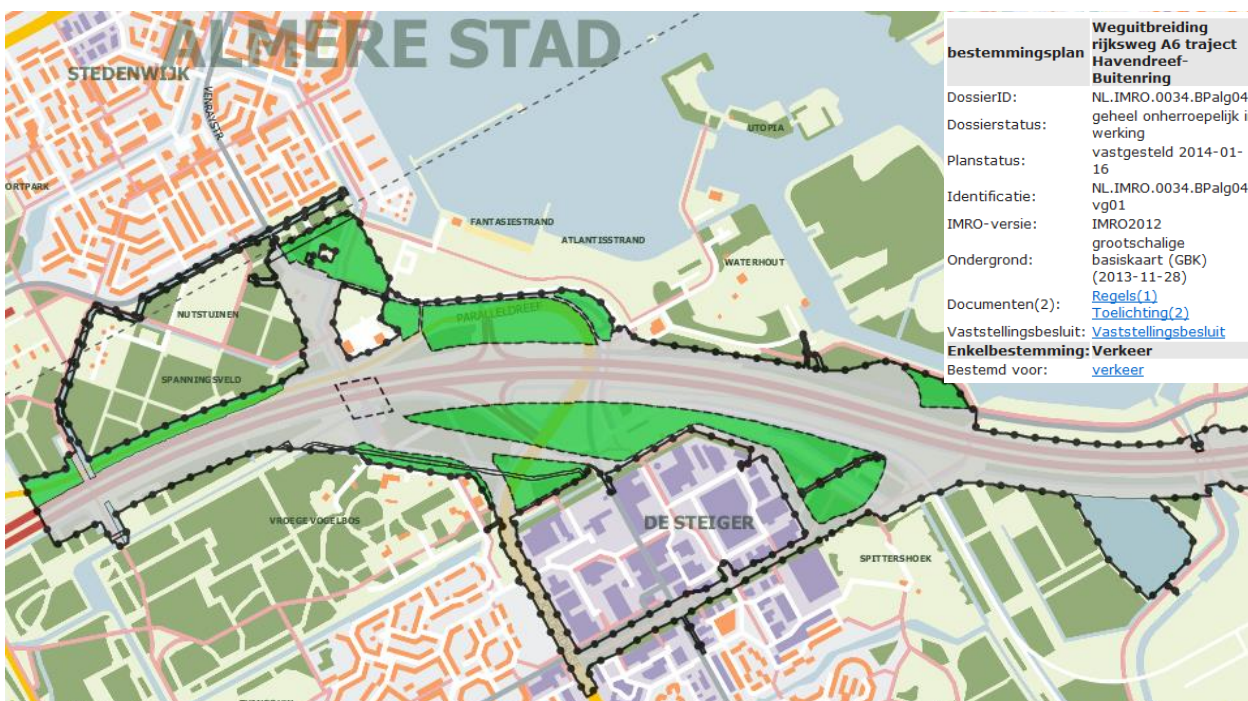 ALMERE STAD
STEDENWIJK
VENRAYSTR
ORTPARK
UTOPIA
FANTASIESTRAND
ATLANTISSTRAND
WATERHOUT
NUTSTUINEN
PARALLELDREEF
SPANNINGSVELD
VROEGE VOGELBOS
DE STEIGER
SPITTERSHOEK
bestemmingsplan Weguitbreiding
rijksweg A6 traject
Havendreef-
Buitenring
DossierID: NL.IMRO.0034.BPalg04
Dossierstatus: geheel onherroepelijk i
werking
Planstatus: vastgesteld 2014-01-
16
Identificatie: NL.IMRO.0034.BPalg04
vg01
IMRO-versie: IMRO2012
Ondergrond: grootschalige
basiskaart (GBK)
(2013-11-28)
Documenten(2): Regels(1)
Toelichting(2)
Vaststellingsbesluit: Vaststellingsbesluit
Enkelbestemming: Verkeer
Bestemd voor: verkeer